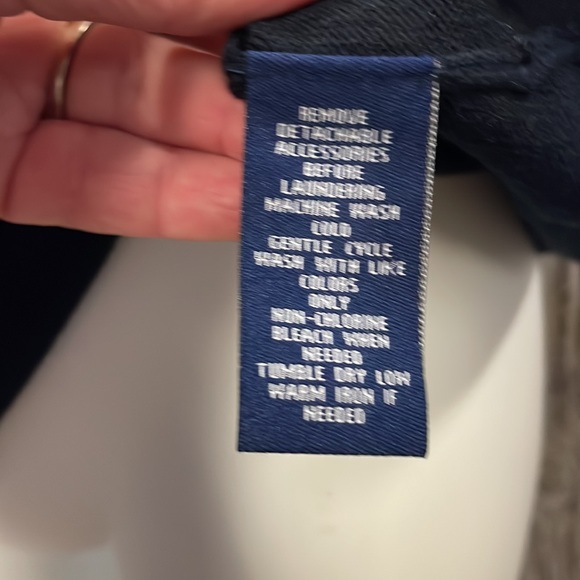 REMOVE
DETACHABLE
ACCESSORIES
BEFORE
LAUNDERING
MACHINE WASH
COLD
GENTLE CYCLE
WASH WITH LIKE
COLORS
ONLY
NON-CHLORINE
BLEACH WHEN
NEEDED
TUMBLE DRY LOW
WARM IRON IF
NEEDED